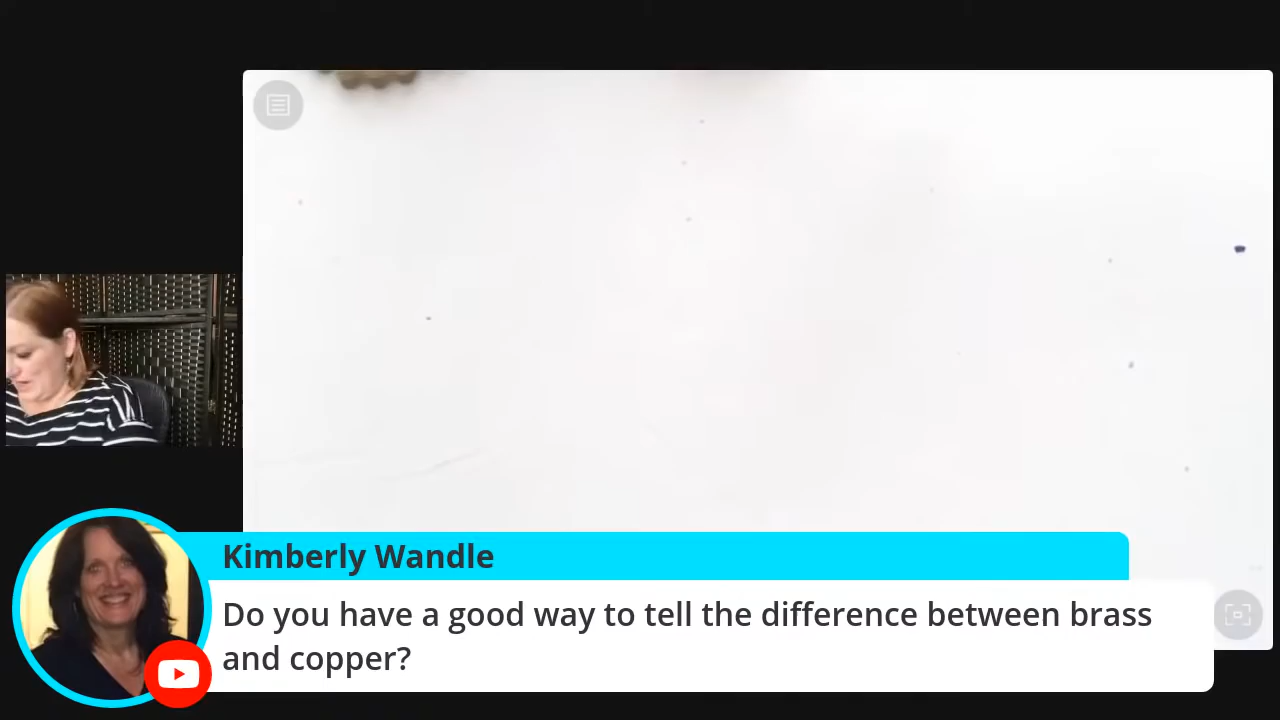 Kimberly Wandle
Do you have a good way to tell the difference between brass
and copper?